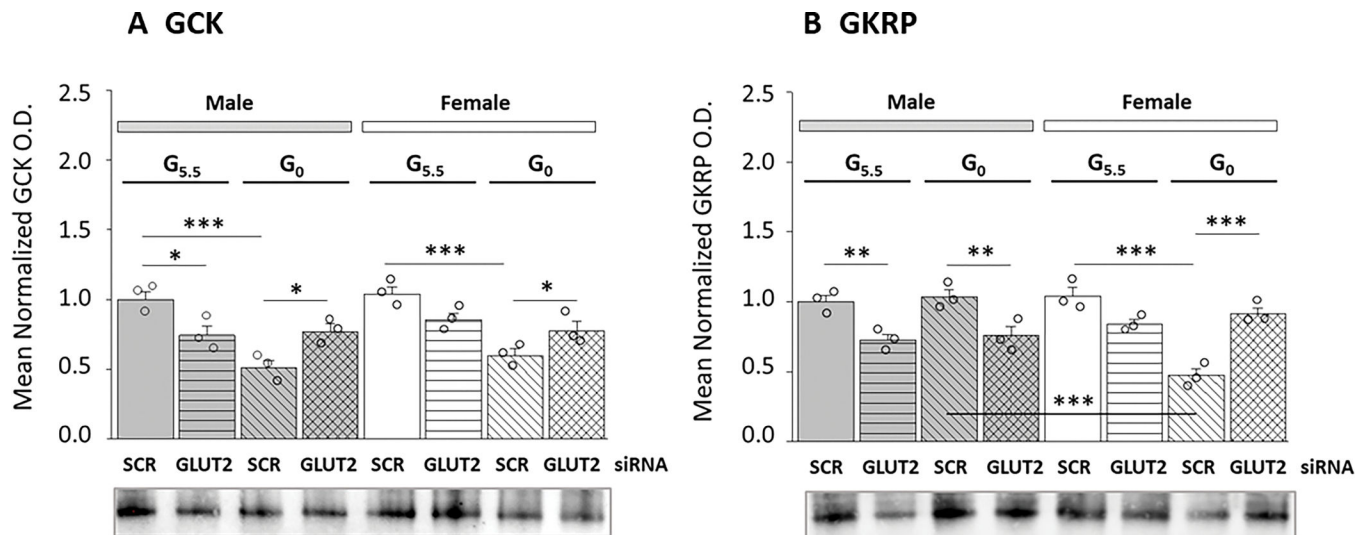 A GCK
Mean Normalized GCK O.D.
2.5
2.0
1.5
1.0
0.5
0.0
Male Female
G5.5 G0 G5.5 G0
*** * * *** *
SCR GLUT2 SCR GLUT2 SCR GLUT2 SCR GLUT2 siRNA
B GKRP
Mean Normalized GKRP O.D.
2.5
2.0
1.5
1.0
0.5
0.0
Male Female
G5.5 G0 G5.5 G0
** ** *** ***
***
SCR GLUT2 SCR GLUT2 SCR GLUT2 SCR GLUT2 siRNA